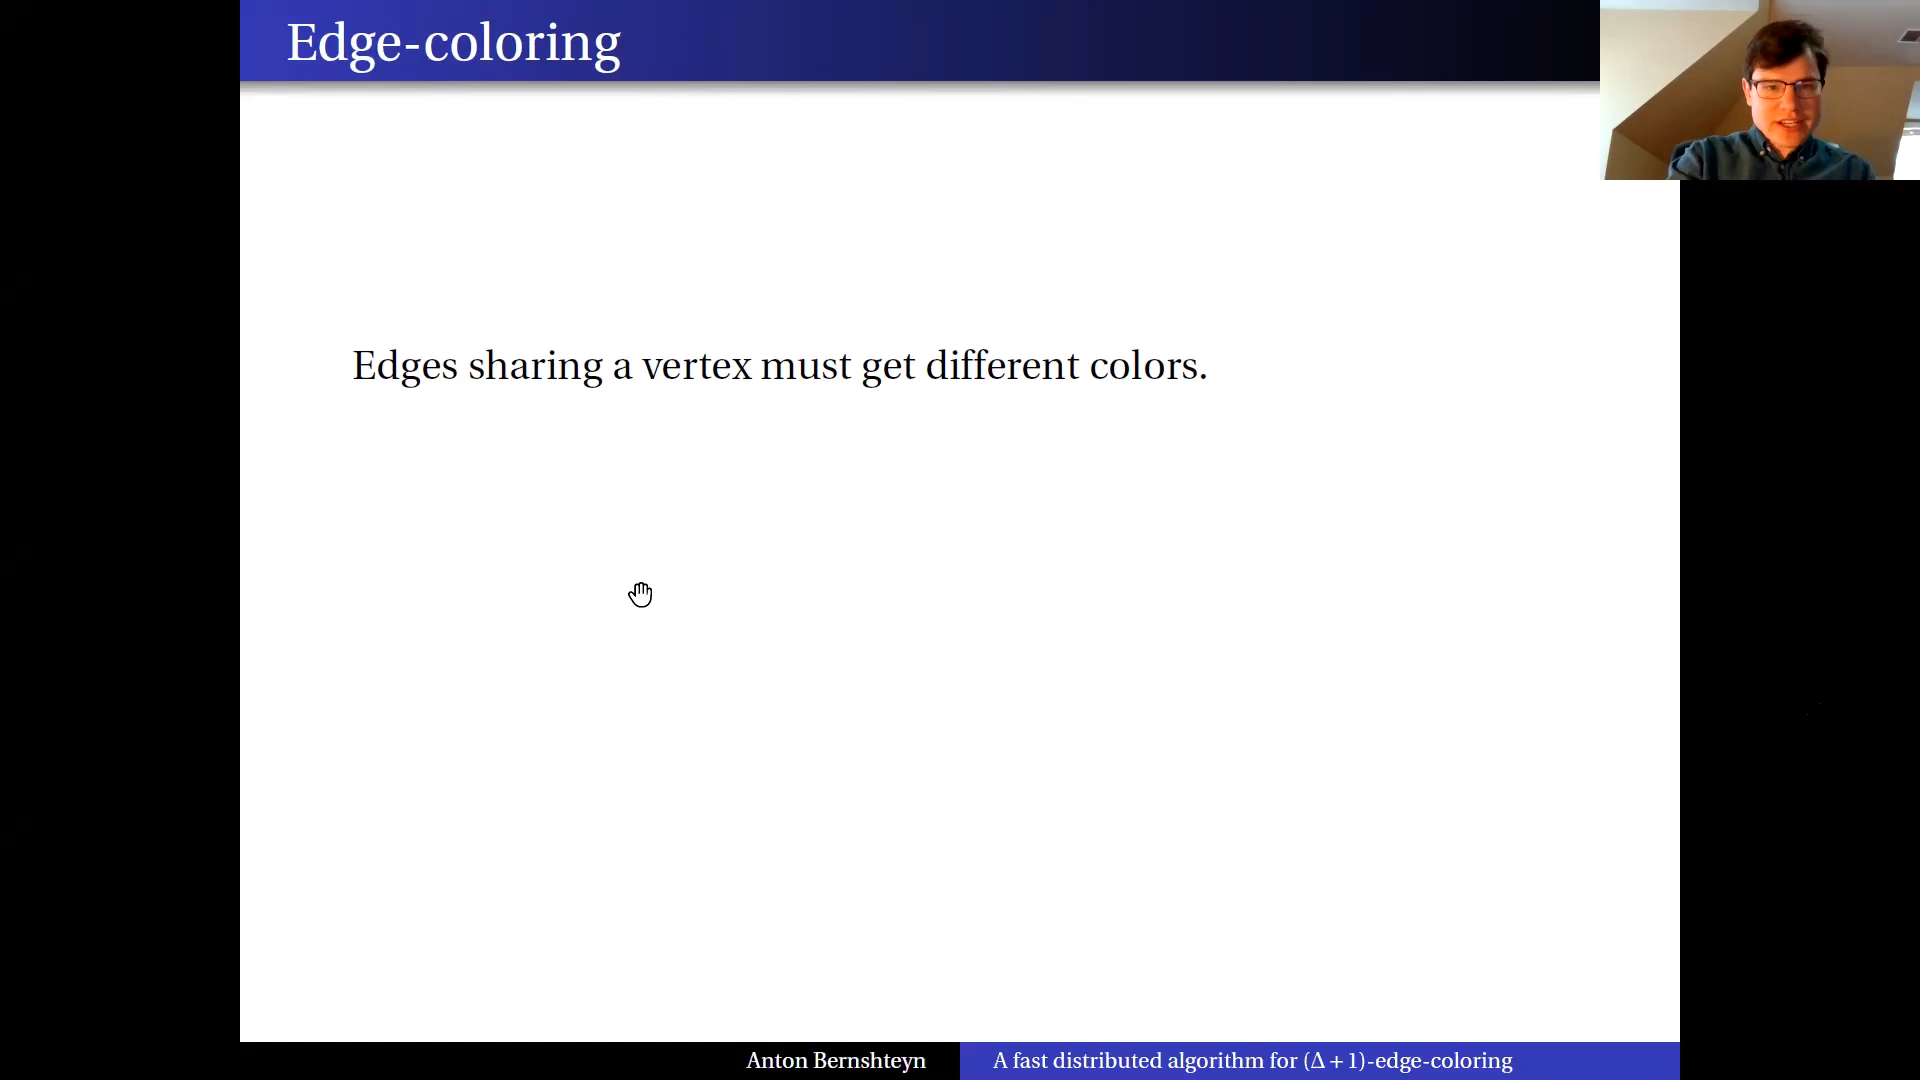 Edge-coloring
Edges sharing a vertex must get different colors.
Anton Bernshteyn
A fast distributed algorithm for (Δ + 1)-edge-coloring